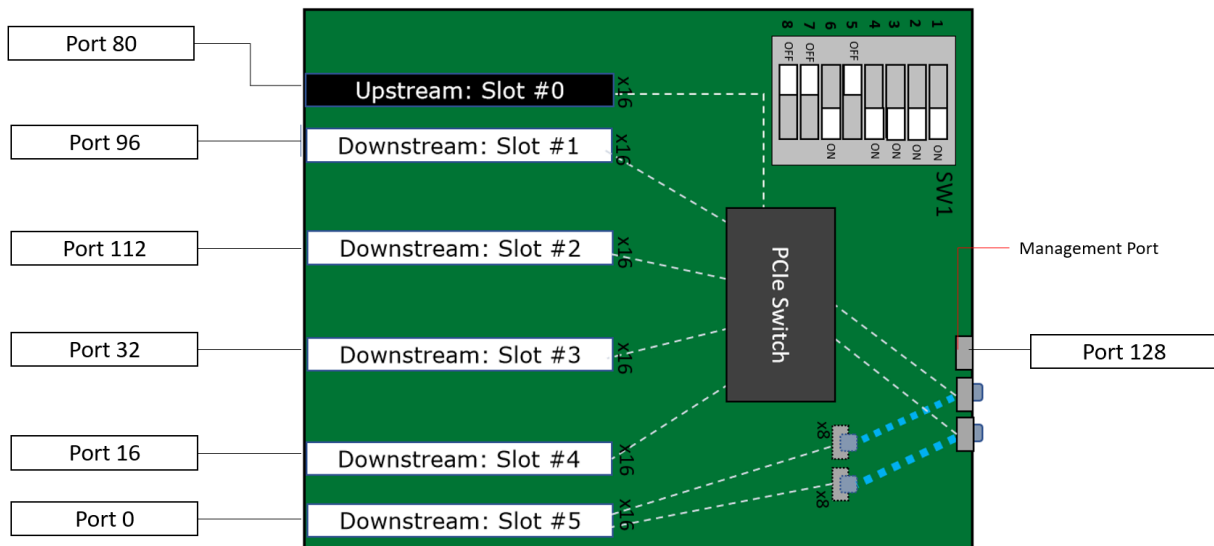 Port 80
Port 96
Port 112
Port 32
Port 16
Port 0
Upstream: Slot #0
x16
Downstream: Slot #1
x16
Downstream: Slot #2
x16
Downstream: Slot #3
x16
Downstream: Slot #4
x16
Downstream: Slot #5
x16
8 7 6 5 4 3 2 1
OFF OFF OFF
ON ON ON ON ON
SW1
PCIe Switch
x8
x8
Management Port
Port 128